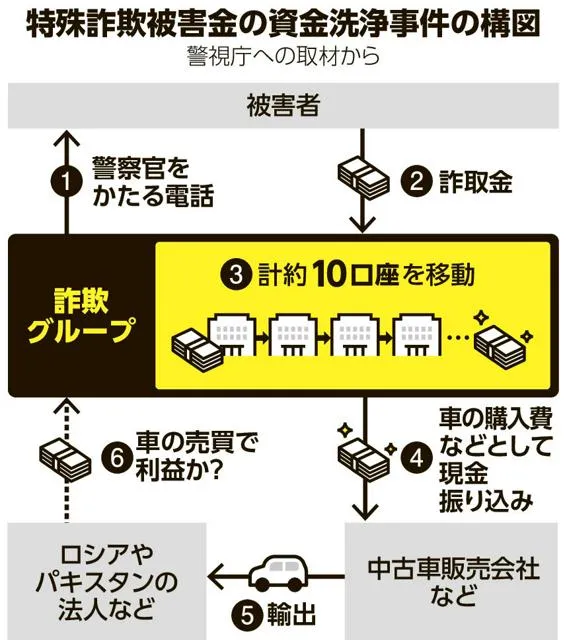 特殊詐欺被害金の資金洗浄事件の構図
警視庁への取材から
被害者
1 警察官を
かたる電話
2 詐取金
詐欺
グループ
3 計約10口座を移動
…
4 車の購入費
などとして
現金
振り込み
6 車の売買で
利益か?
ロシアや
パキスタンの
法人など
5 輸出
中古車販売会社
など